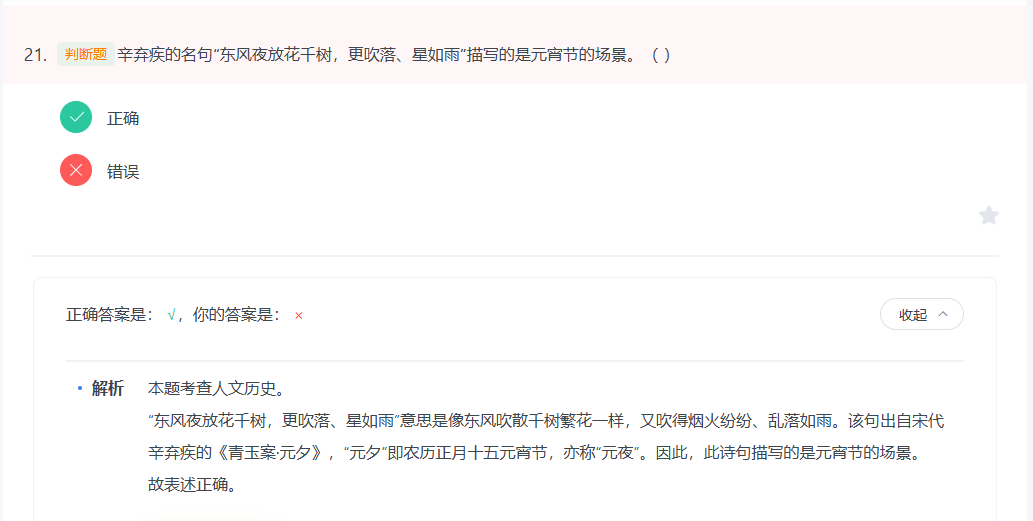 21. 判断题 辛弃疾的名句“东风夜放花千树，更吹落、星如雨”描写的是元宵节的场景。（ ）
正确
错误
正确答案是： √ ，你的答案是： ×
收起
解析 本题考查人文历史。
“东风夜放花千树，更吹落、星如雨”意思是像东风吹散千树繁花一样，又吹得烟火纷纷、乱落如雨。该句出自宋代
辛弃疾的《青玉案·元夕》，“元夕”即农历正月十五元宵节，亦称“元夜”。因此，此诗句描写的是元宵节的场景。
故表述正确。